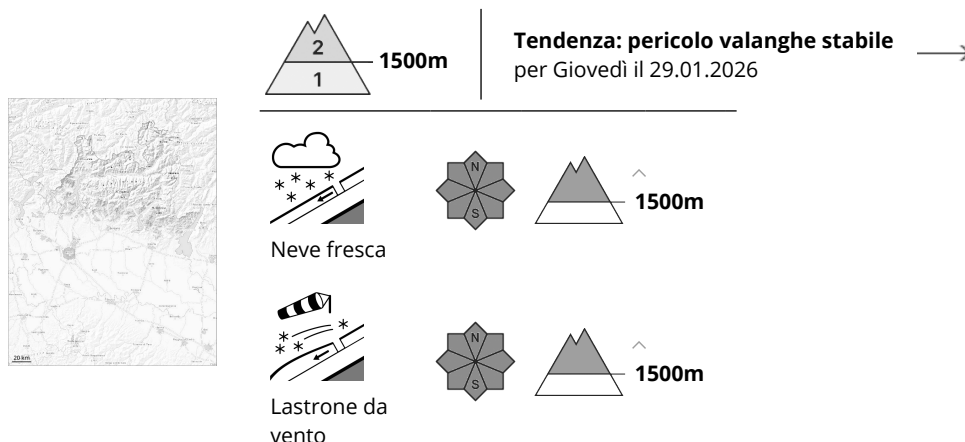 2
1500m
1
Tendenza: pericolo valanghe stabile
per Giovedì il 29.01.2026
20 km
N
S
1500m
Neve fresca
N
S
1500m
Lastrone da
vento